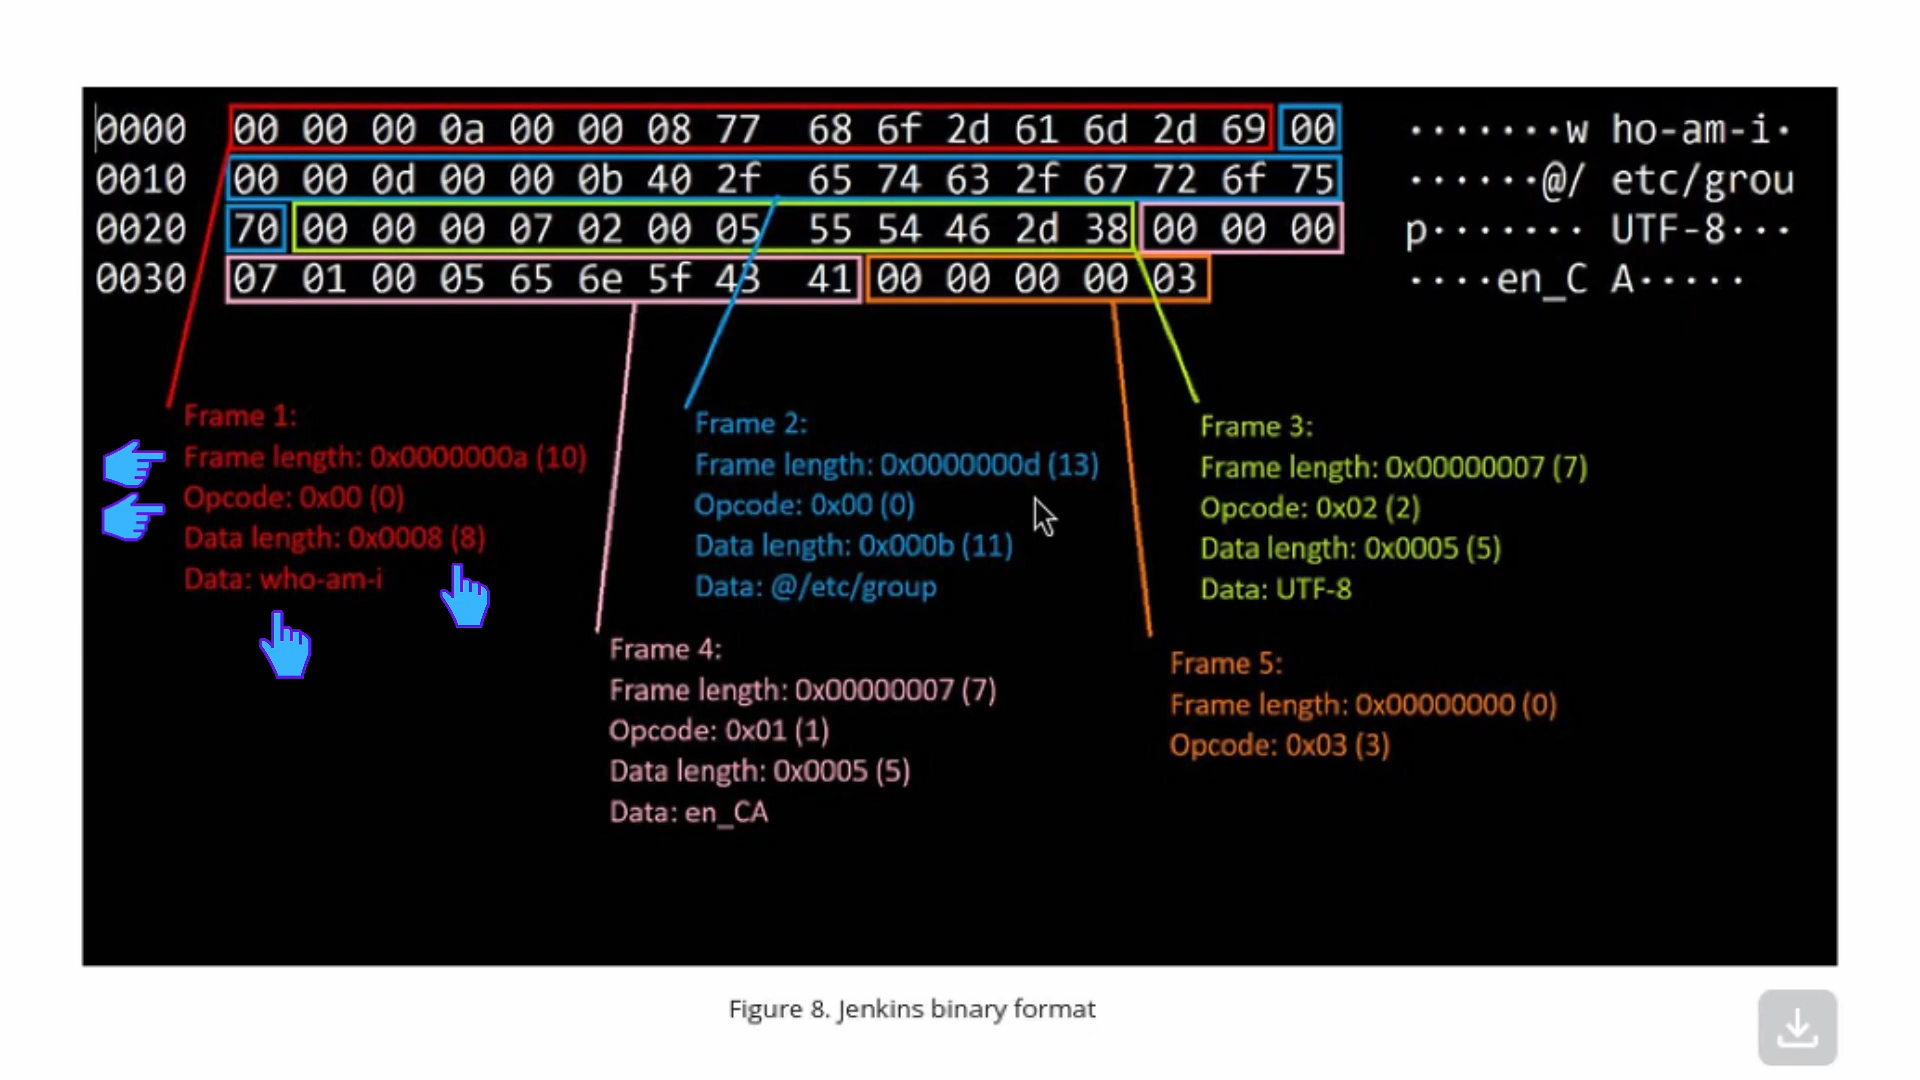 0000 00 00 00 0a 00 00 08 77 68 6f 2d 61 6d 2d 69 00 ·······w ho-am-i·
0010 00 00 0d 00 00 0b 40 2f 65 74 63 2f 67 72 6f 75 ······@/ etc/grou
0020 70 00 00 00 07 02 00 05 55 54 46 2d 38 00 00 00 p······· UTF-8···
0030 07 01 00 05 65 6e 5f 43 41 00 00 00 00 03 ····en_C A·····
Frame 1:
Frame length: 0x0000000a (10)
Opcode: 0x00 (0)
Data length: 0x0008 (8)
Data: who-am-i
Frame 2:
Frame length: 0x0000000d (13)
Opcode: 0x00 (0)
Data length: 0x000b (11)
Data: @/etc/group
Frame 3:
Frame length: 0x00000007 (7)
Opcode: 0x02 (2)
Data length: 0x0005 (5)
Data: UTF-8
Frame 4:
Frame length: 0x00000007 (7)
Opcode: 0x01 (1)
Data length: 0x0005 (5)
Data: en_CA
Frame 5:
Frame length: 0x00000000 (0)
Opcode: 0x03 (3)
Figure 8. Jenkins binary format